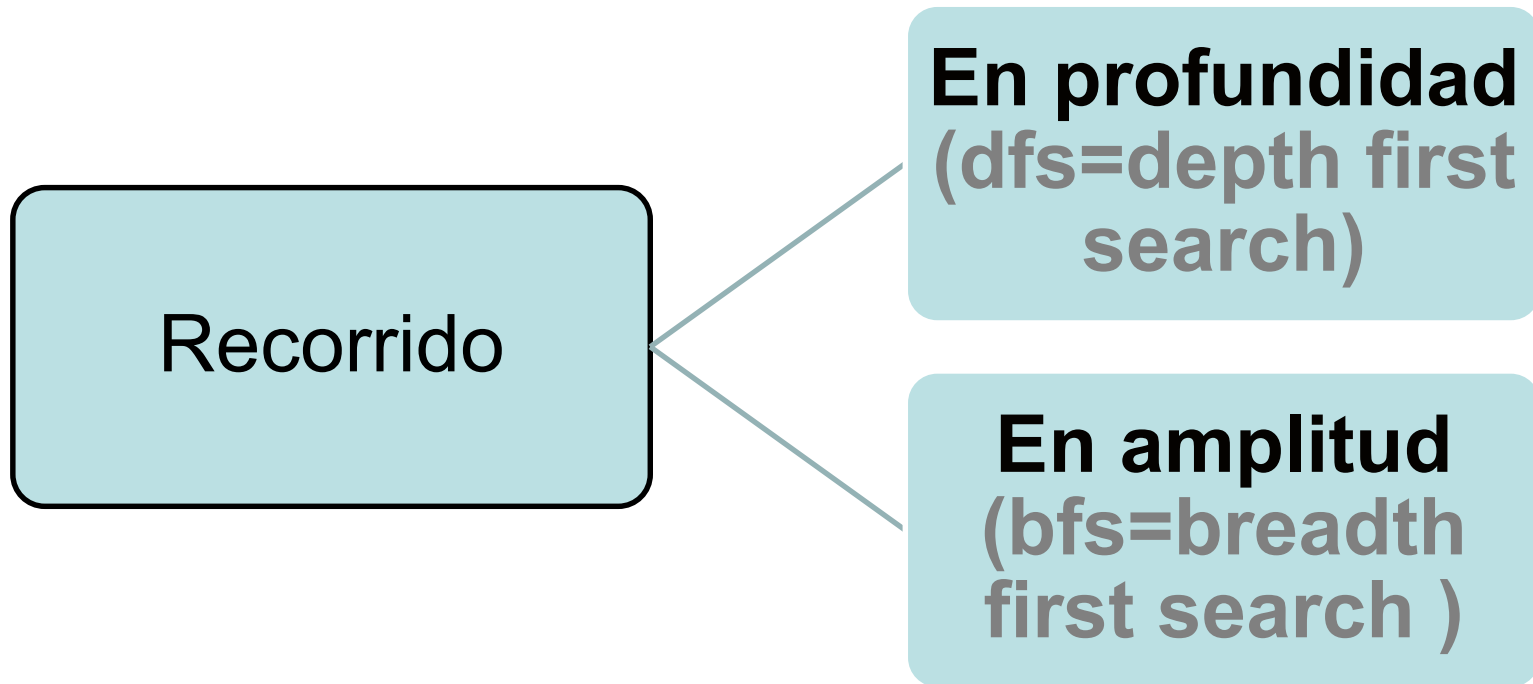 Recorrido
En profundidad
(dfs=depth first
search)
En amplitud
(bfs=breadth
first search )